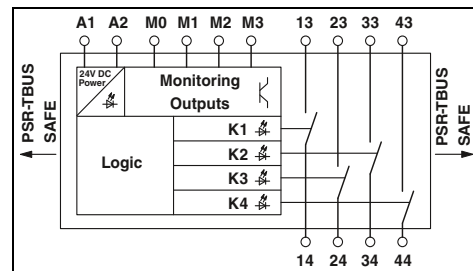 A1 A2 M0 M1 M2 M3 13 23 33 43
24V DC
Power
Monitoring
Outputs
PSR-TBUS
SAFE
PSR-TBUS
SAFE
Logic
K1
K2
K3
K4
14 24 34 44